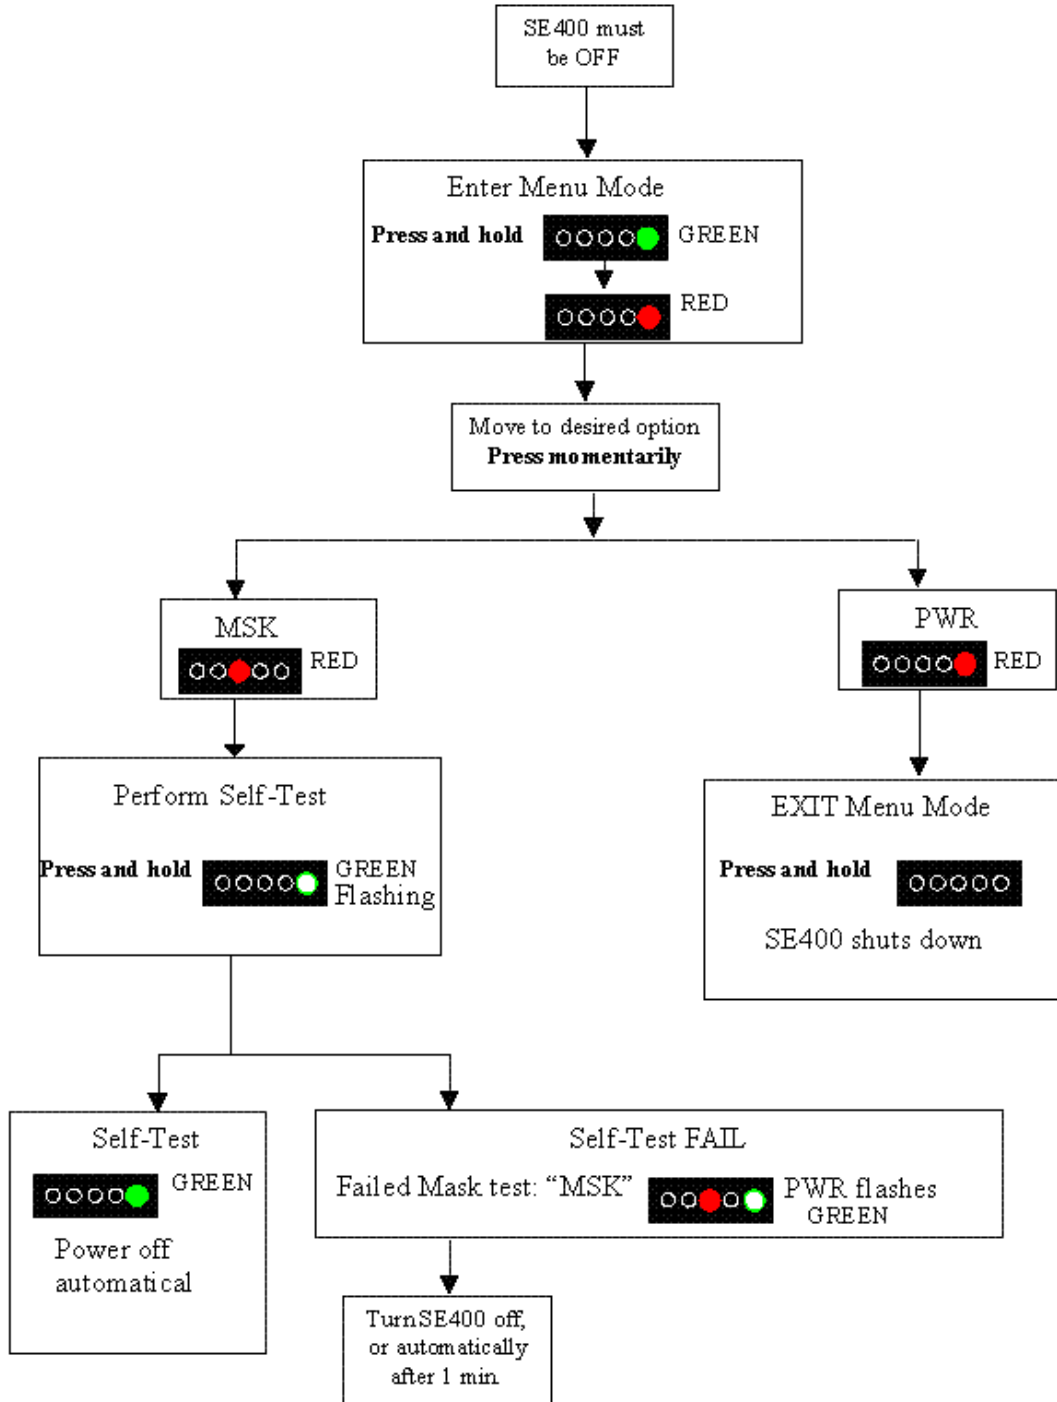 SE400 must
be OFF
Enter Menu Mode
Press and hold
GREEN
RED
Move to desired option
Press momentarily
MSK
RED
PWR
RED
Perform Self-Test
Press and hold
GREEN
Flashing
EXIT Menu Mode
Press and hold
SE400 shuts down
Self-Test
GREEN
Power off
automatical
Self-Test FAIL
Failed Mask test: “MSK”
PWR flashes
GREEN
Turn SE400 off,
or automatically
after 1 min.